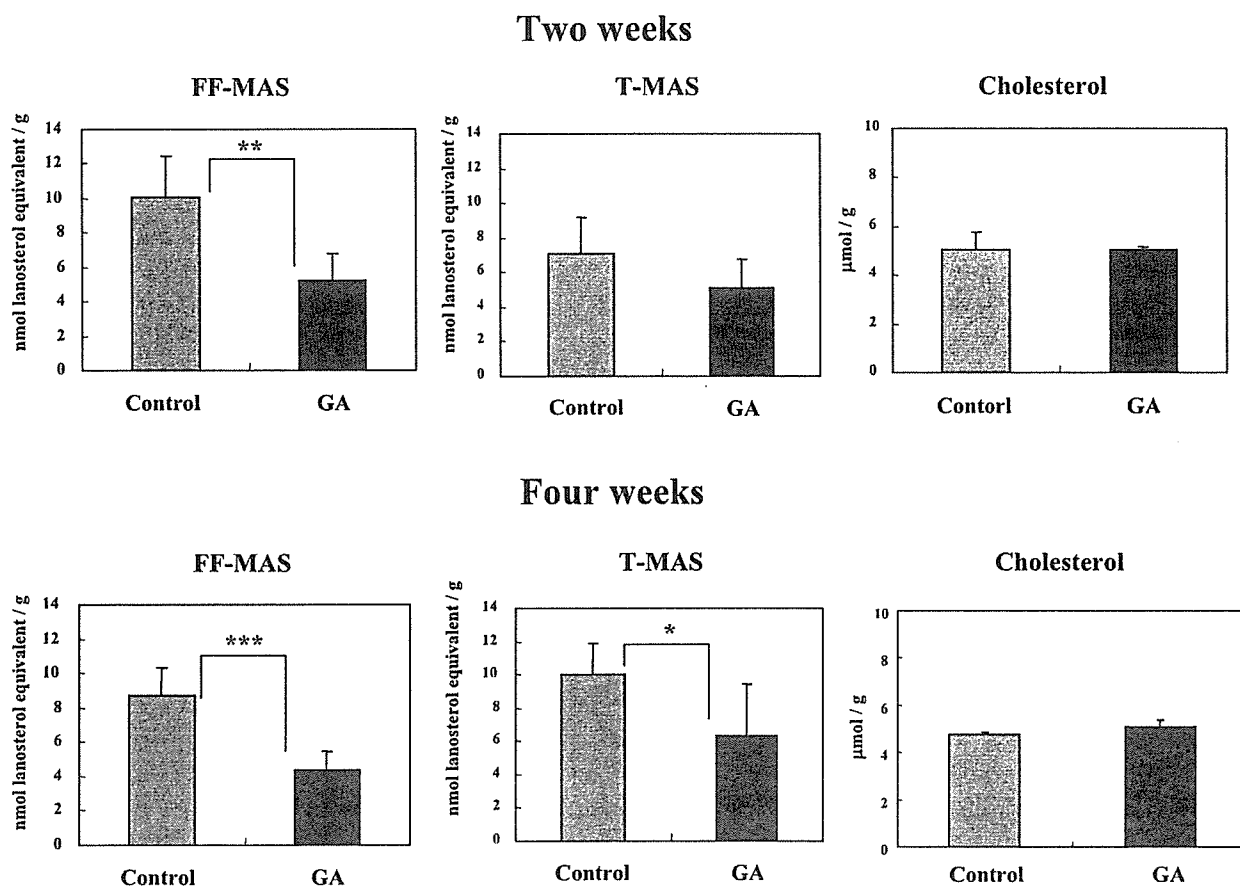 Two weeks
FF-MAS
T-MAS
Cholesterol
nmol lanosterol equivalent / g
14
12
10
8
6
4
2
0
**
Control
GA
nmol lanosterol equivalent / g
14
12
10
8
6
4
2
0
Control
GA
μmol / g
10
8
6
4
2
0
Contorl
GA
Four weeks
FF-MAS
T-MAS
Cholesterol
nmol lanosterol equivalent / g
14
12
10
8
6
4
2
0
***
Control
GA
nmol lanosterol equivalent / g
14
12
10
8
6
4
2
0
*
Control
GA
μmol / g
10
8
6
4
2
0
Control
GA